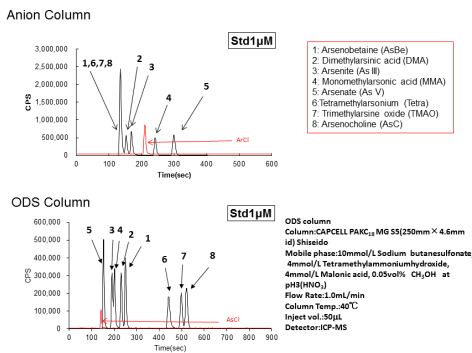 Anion Column
Std1μM
1,6,7,8
2
3
4
5
ArCl
CPS
3,000,000
2,500,000
2,000,000
1,500,000
1,000,000
500,000
0
0 100 200 300 400 500 600
Time(sec)
1: Arsenobetaine (AsBe)
2: Dimethylarsinic acid (DMA)
3: Arsenite (As Ⅲ)
4: Monomethylarsonic acid (MMA)
5: Arsenate (As V)
6:Tetramethylarsonium (Tetra)
7: Trimethylarsine oxide (TMAO)
8: Arsenocholine (AsC)
ODS Column
Std1μM
5
3
4
2
1
6
7
8
AsCl
CPS
600,000
500,000
400,000
300,000
200,000
100,000
0
0 100 200 300 400 500 600 700 800 900
Time(sec)
ODS column
Column:CAPCELL PAKC18 MG S5(250mm×4.6mm
id) Shiseido
Mobile phase:10mmol/L Sodium butanesulfonate
4mmol/L Tetramethylammoniumhydroxide,
4mmol/L Malonic acid, 0.05vol% CH3OH at
pH3(HNO3)
Flow Rate:1.0mL/min
Column Temp.:40℃
Inject vol.:50μL
Detector:ICP-MS